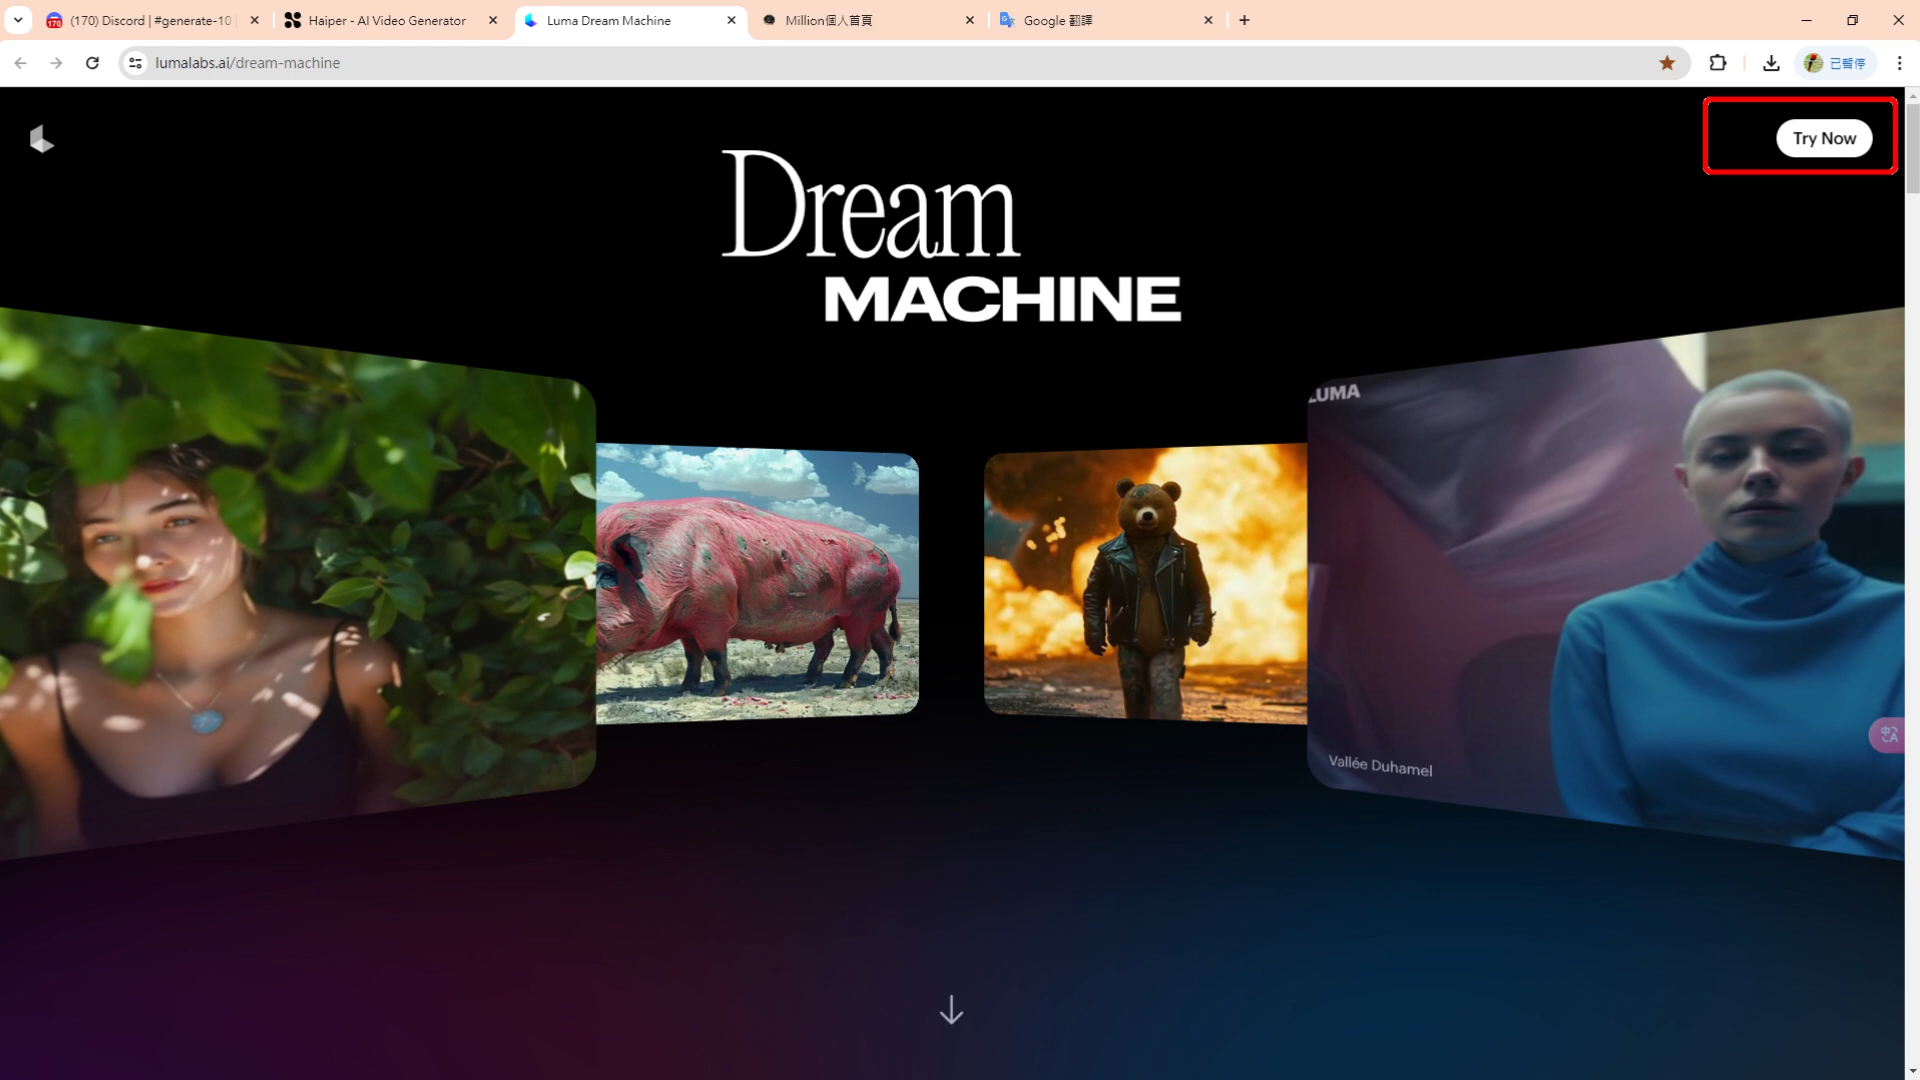 (170) Discord | #generate-10
Haiper - AI Video Generator
Luma Dream Machine
Million個人首頁
Google 翻譯
lumalabs.ai/dream-machine
已暫停
Try Now
Dream
MACHINE
LUMA
Vallée Duhamel